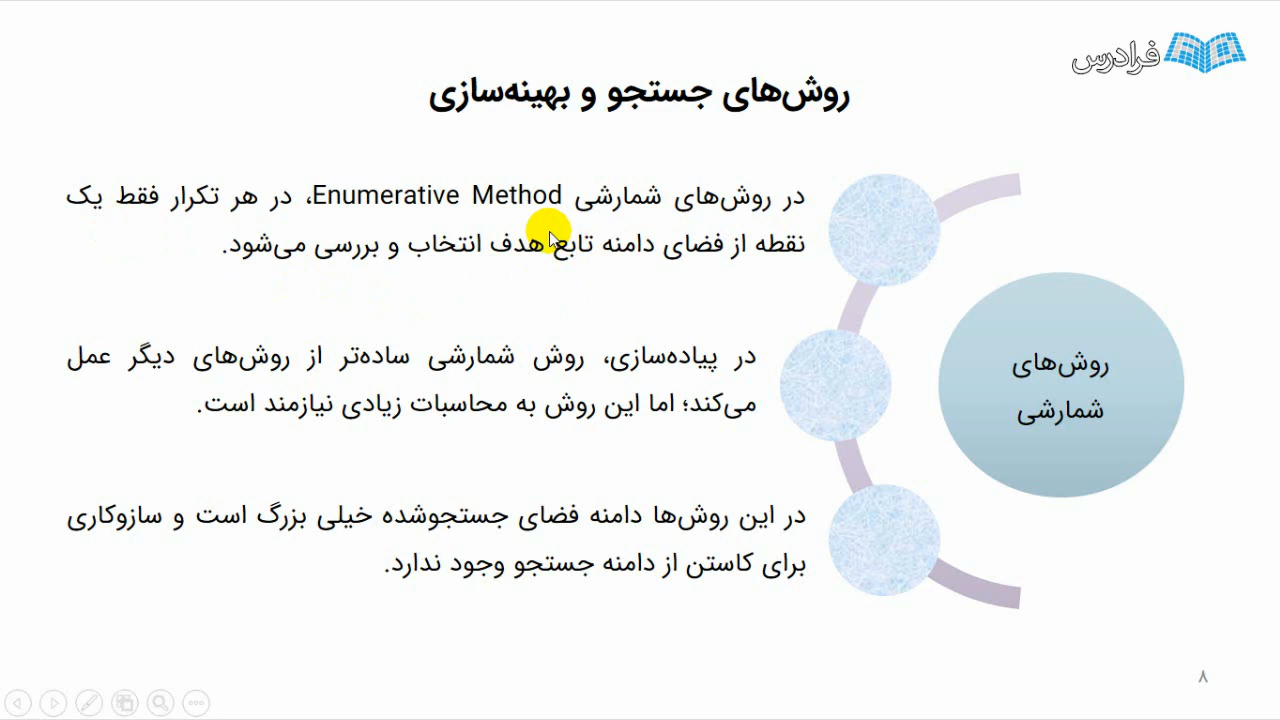 فرادرس
روش‌های جستجو و بهینه‌سازی
در روش‌های شمارشی Enumerative Method، در هر تکرار فقط یک
نقطه از فضای دامنه تابع هدف انتخاب و بررسی می‌شود.
در پیاده‌سازی، روش شمارشی ساده‌تر از روش‌های دیگر عمل
می‌کند؛ اما این روش به محاسبات زیادی نیازمند است.
در این روش‌ها دامنه فضای جستجوشده خیلی بزرگ است و سازوکاری
برای کاستن از دامنه جستجو وجود ندارد.
روش‌های
شمارشی
۸